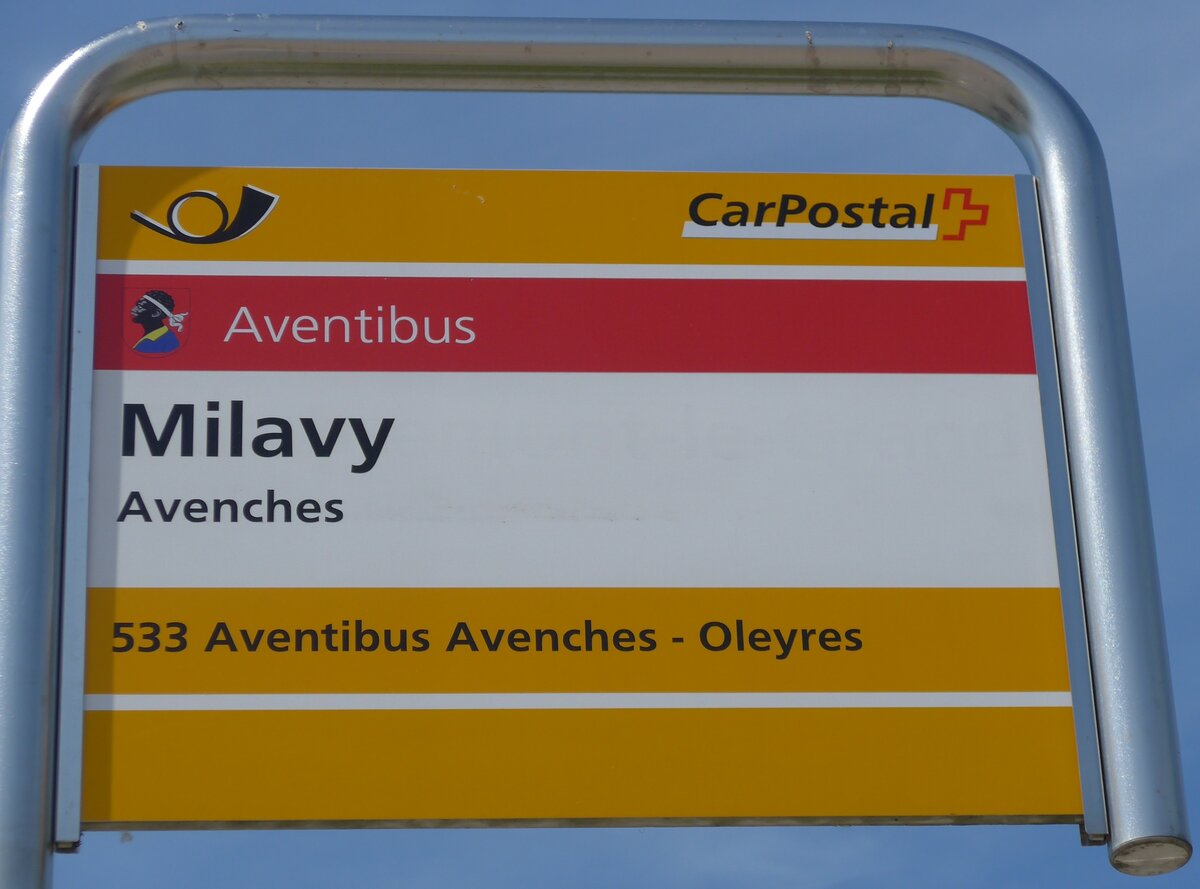 CarPostal
Aventibus
Milavy
Avenches
533 Aventibus Avenches - Oleyres